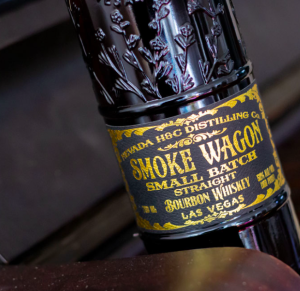 NEVADA H&C DISTILLING Co.
SMOKE WAGON
SMALL BATCH
STRAIGHT
BOURBON WHISKEY
LAS VEGAS